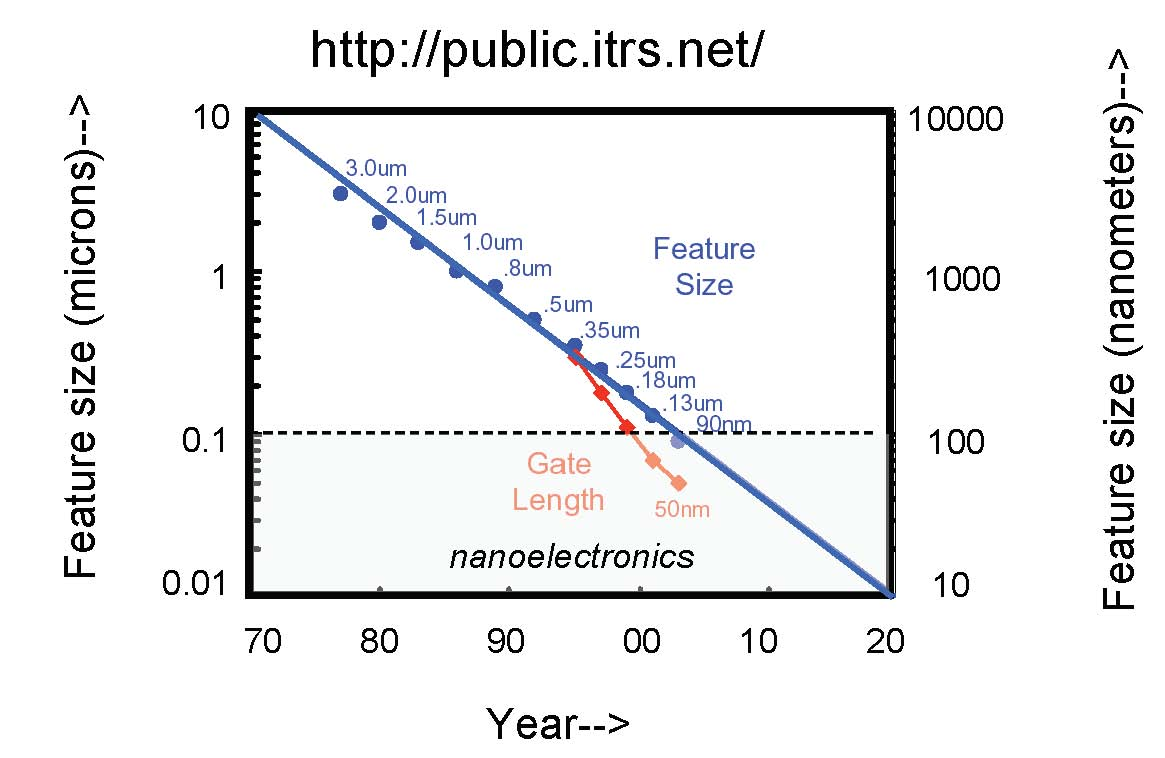 http://public.itrs.net/
Feature size (microns)-->
10
1
0.1
0.01
3.0um
2.0um
1.5um
1.0um
.8um
.5um
.35um
.25um
.18um
.13um
90nm
Feature
Size
Gate
Length
50nm
nanoelectronics
10000
1000
100
10
Feature size (nanometers)-->
70 80 90 00 10 20
Year-->